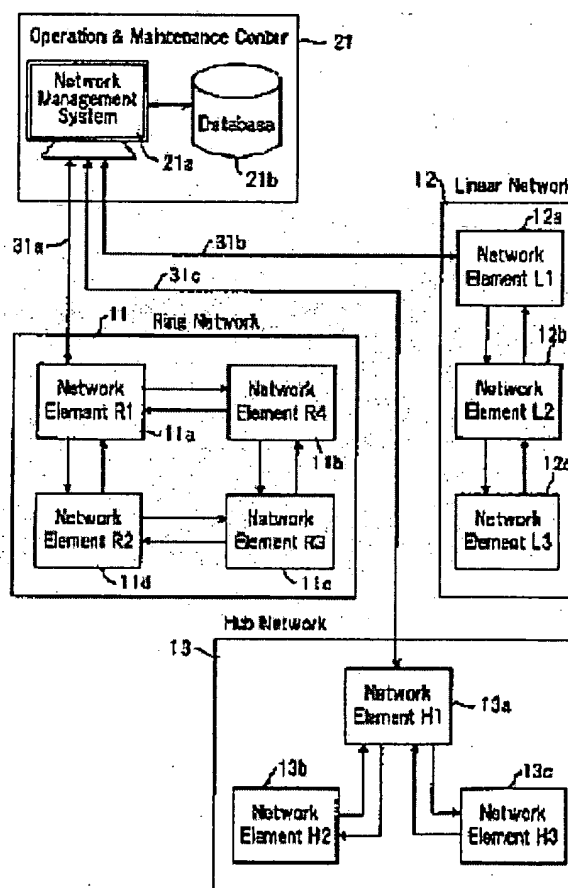 Operation & Maintenance Center
21
Network
Management
System
Database
21a
21b
12
Linear Network
12a
31a
31b
31c
Network
Element L1
11
Ring Network
12b
Network
Element R1
Network
Element R4
Network
Element L2
11a
11b
12c
Network
Element R2
Network
Element R3
Network
Element L3
11d
11c
Hub Network
13
Network
Element H1
13a
13b
13c
Network
Element H2
Network
Element H3